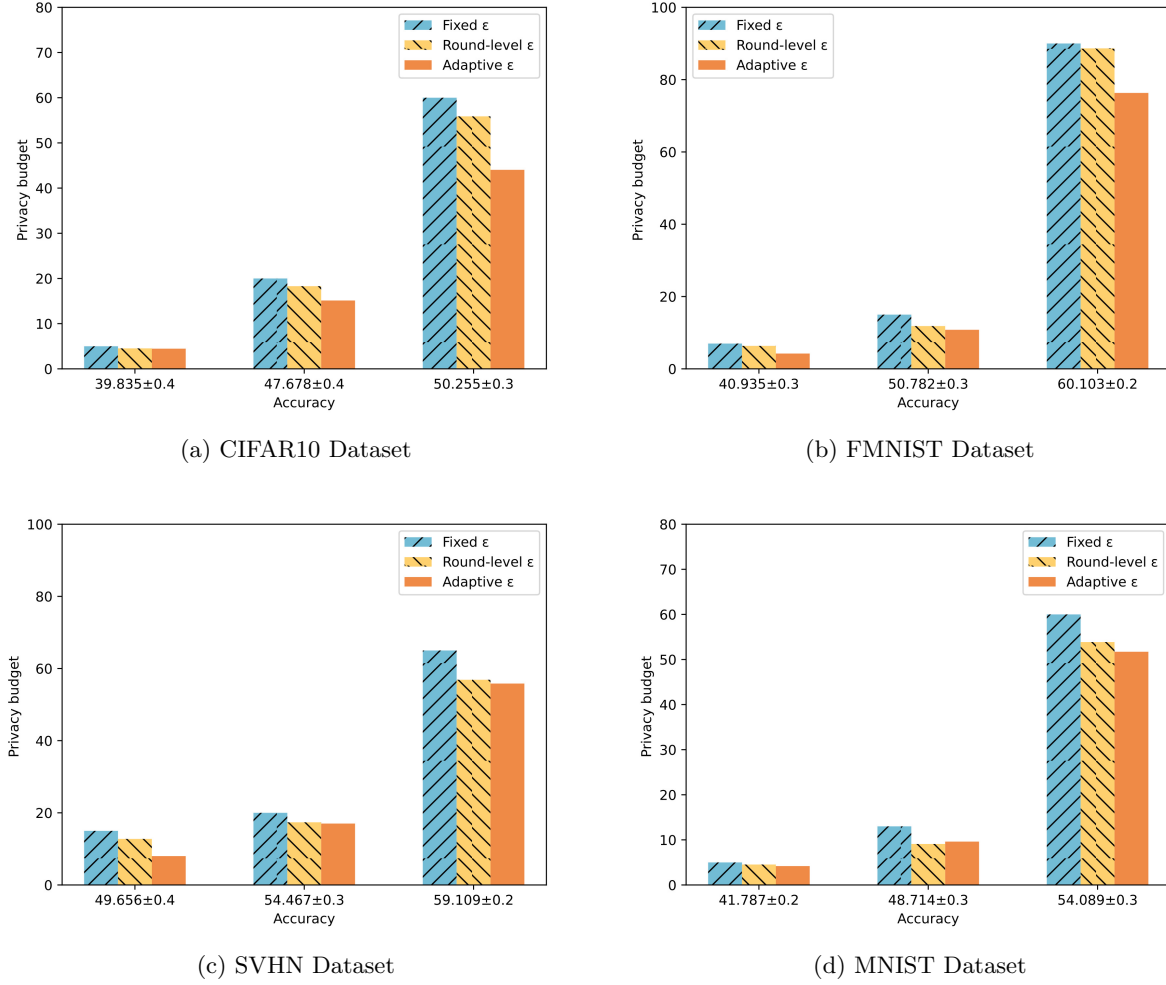 80
70
60
50
40
30
20
10
0
Privacy budget
Fixed ε
Round-level ε
Adaptive ε
39.835±0.4 47.678±0.4 50.255±0.3
Accuracy
(a) CIFAR10 Dataset
100
80
60
40
20
0
Privacy budget
Fixed ε
Round-level ε
Adaptive ε
40.935±0.3 50.782±0.3 60.103±0.2
Accuracy
(b) FMNIST Dataset
100
80
60
40
20
0
Privacy budget
Fixed ε
Round-level ε
Adaptive ε
49.656±0.4 54.467±0.3 59.109±0.2
Accuracy
(c) SVHN Dataset
80
70
60
50
40
30
20
10
0
Privacy budget
Fixed ε
Round-level ε
Adaptive ε
41.787±0.2 48.714±0.3 54.089±0.3
Accuracy
(d) MNIST Dataset